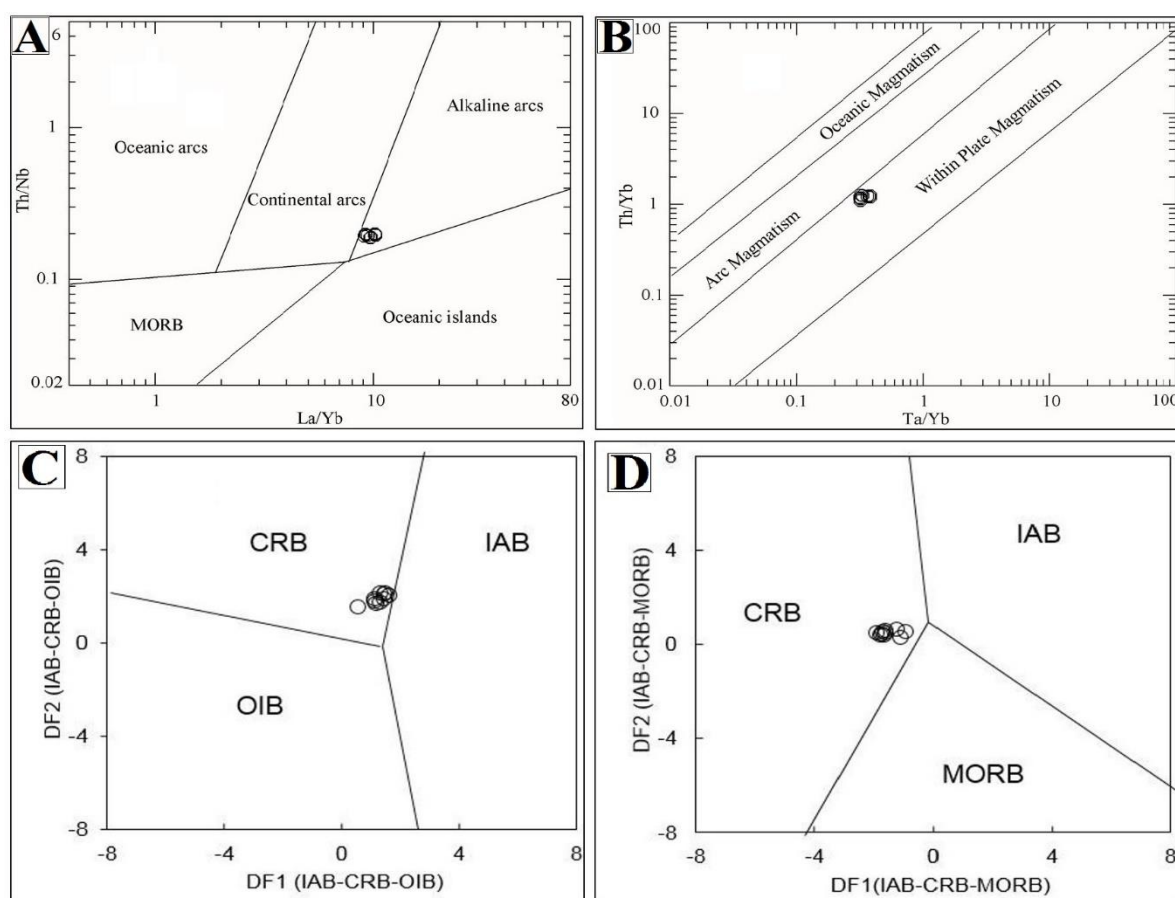 A
6
1
0.1
0.02
Th/Nb
Oceanic arcs
Continental arcs
Alkaline arcs
MORB
Oceanic islands
1
10
80
La/Yb
B
100
10
1
0.1
0.01
Th/Yb
Oceanic Magmatism
Arc Magmatism
Within Plate Magmatism
0.01
0.1
1
10
100
Ta/Yb
C
8
4
0
-4
-8
DF2 (IAB-CRB-OIB)
CRB
IAB
OIB
-8
-4
0
4
8
DF1 (IAB-CRB-OIB)
D
8
4
0
-4
-8
DF2 (IAB-CRB-MORB)
IAB
CRB
MORB
-8
-4
0
4
8
DF1(IAB-CRB-MORB)